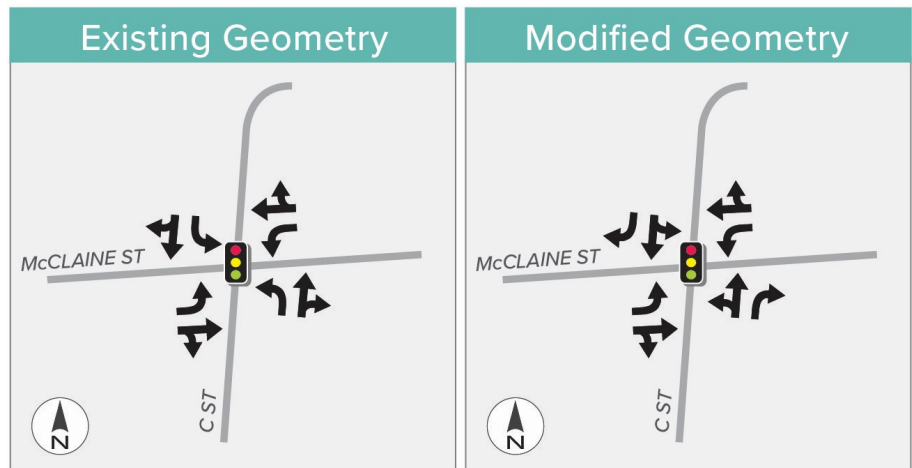 Existing Geometry
McCLAINE ST
C ST
N
Modified Geometry
McCLAINE ST
C ST
N